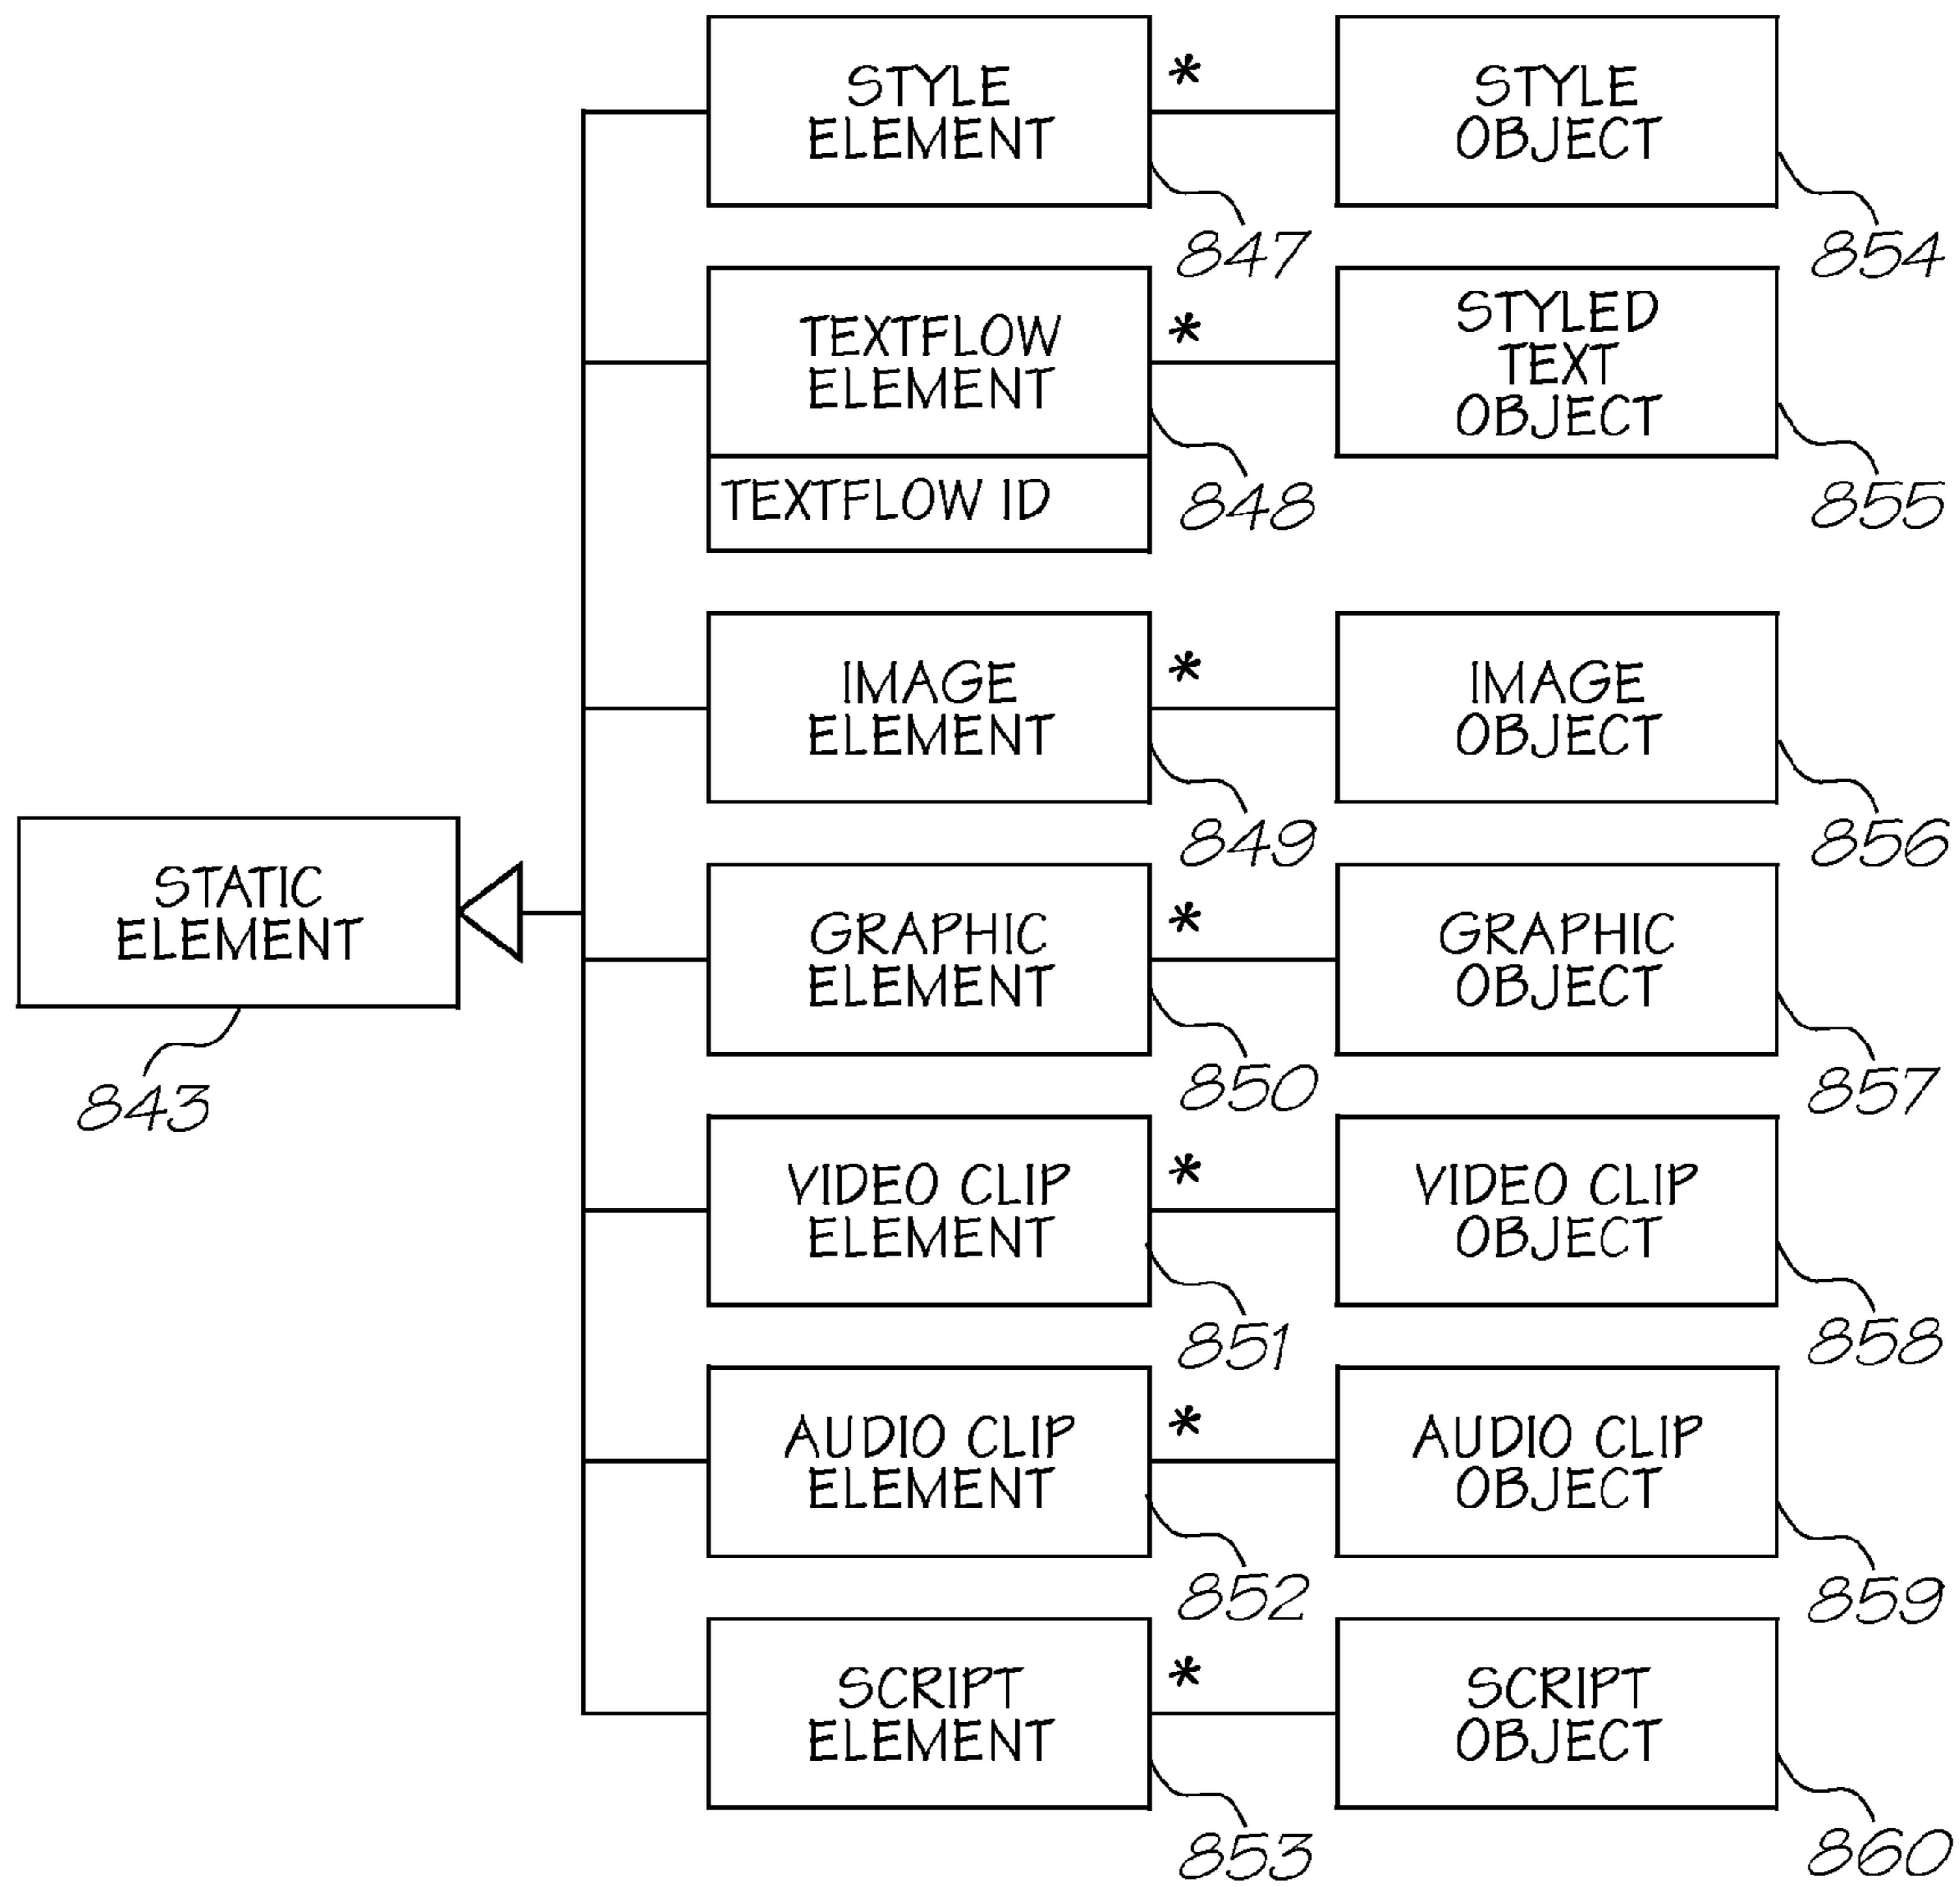 STYLE
ELEMENT
*
STYLE
OBJECT
847
854
TEXTFLOW
ELEMENT
TEXTFLOW ID
*
STYLED
TEXT
OBJECT
848
855
IMAGE
ELEMENT
*
IMAGE
OBJECT
849
856
STATIC
ELEMENT
843
GRAPHIC
ELEMENT
*
GRAPHIC
OBJECT
850
857
VIDEO CLIP
ELEMENT
*
VIDEO CLIP
OBJECT
851
858
AUDIO CLIP
ELEMENT
*
AUDIO CLIP
OBJECT
852
859
SCRIPT
ELEMENT
*
SCRIPT
OBJECT
853
860